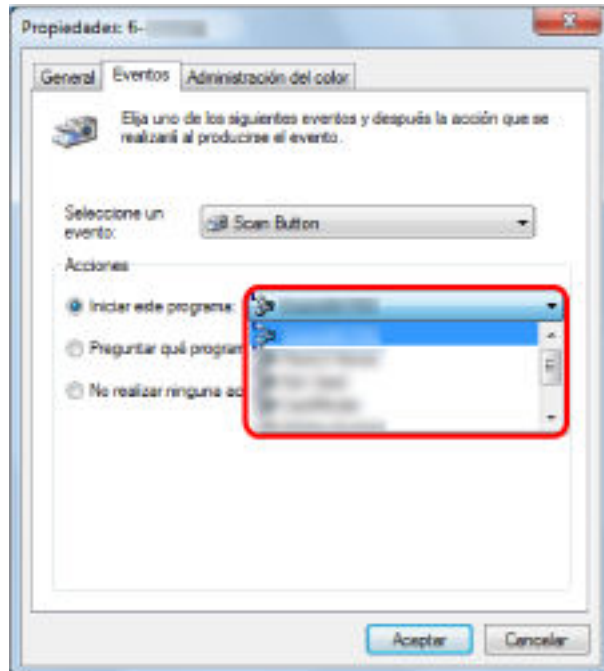 Propiedades: fi-
General
Eventos
Administración del color
Elija uno de los siguientes eventos y después la acción que se
realizará al producirse el evento.
Seleccione un
evento:
Scan Button
Acciones
Iniciar este programa:
Preguntar qué program
No realizar ninguna ac
Aceptar
Cancelar